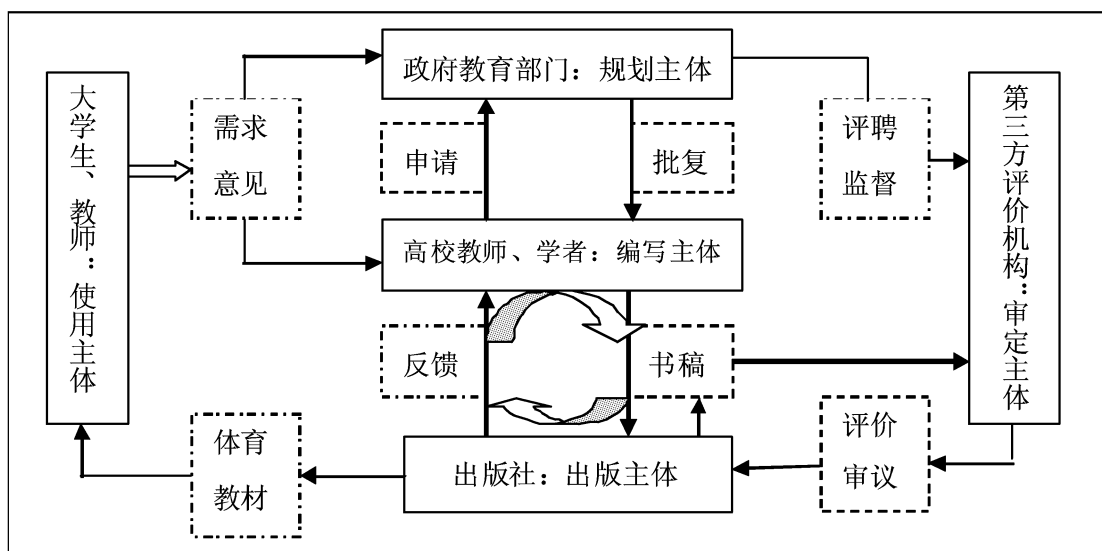 政府教育部门：规划主体
大学生、教师：使用主体
需求
意见
申请
批复
评聘
监督
第三方评价机构：审定主体
高校教师、学者：编写主体
反馈
书稿
体育
教材
出版社：出版主体
评价
审议